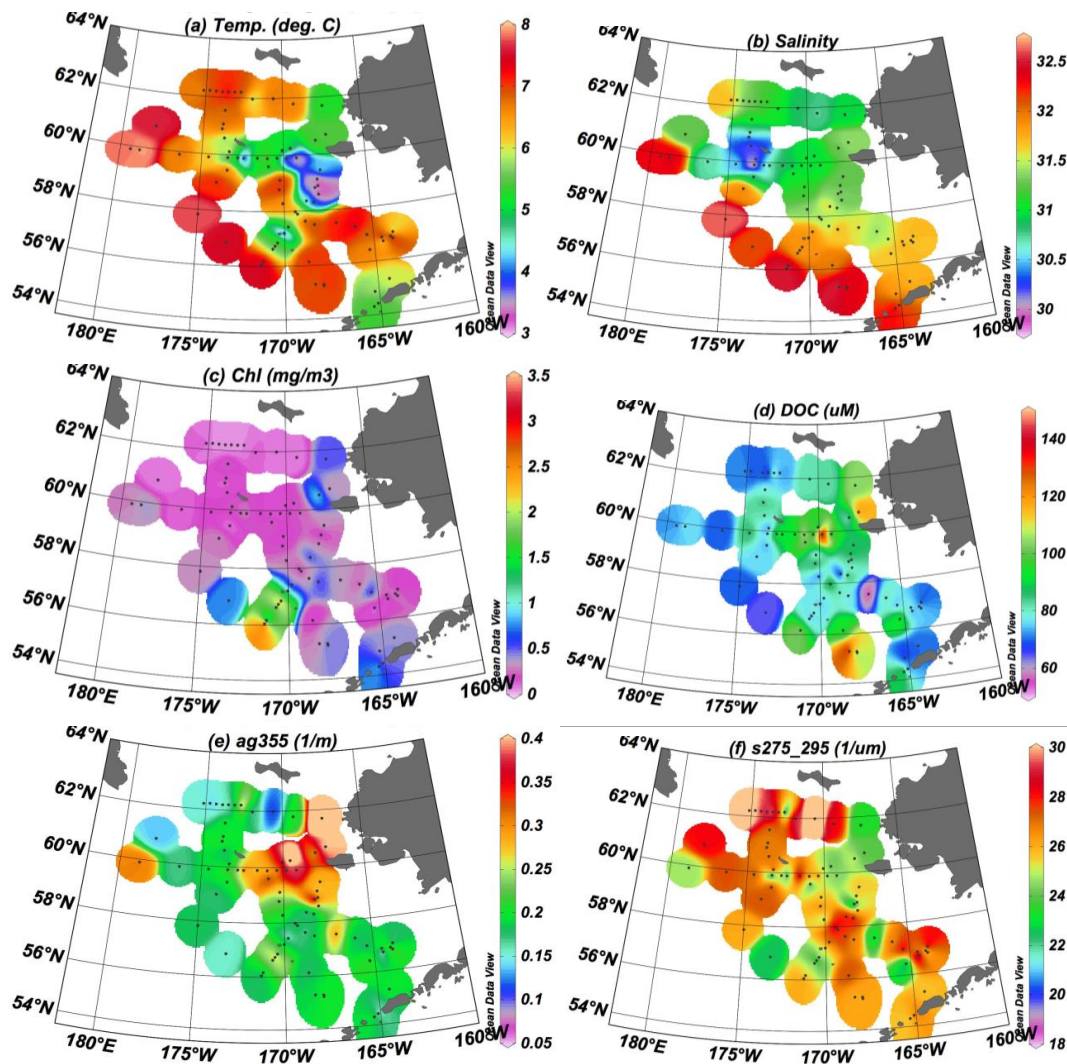 (a) Temp. (deg. C)
64°N
62°N
60°N
58°N
56°N
54°N
180°E
175°W
170°W
165°W
160°W
8
7
6
5
4
3
Ocean Data View
(b) Salinity
64°N
62°N
60°N
58°N
56°N
54°N
180°E
175°W
170°W
165°W
160°W
32.5
32
31.5
31
30.5
30
Ocean Data View
(c) Chl (mg/m3)
64°N
62°N
60°N
58°N
56°N
54°N
180°E
175°W
170°W
165°W
160°W
3.5
3
2.5
2
1.5
1
0.5
0
Ocean Data View
(d) DOC (uM)
64°N
62°N
60°N
58°N
56°N
54°N
180°E
175°W
170°W
165°W
160°W
140
120
100
80
60
Ocean Data View
(e) ag355 (1/m)
64°N
62°N
60°N
58°N
56°N
54°N
180°E
175°W
170°W
165°W
160°W
0.4
0.35
0.3
0.25
0.2
0.15
0.1
0.05
Ocean Data View
(f) s275_295 (1/um)
64°N
62°N
60°N
58°N
56°N
54°N
180°E
175°W
170°W
165°W
160°W
30
28
26
24
22
20
18
Ocean Data View